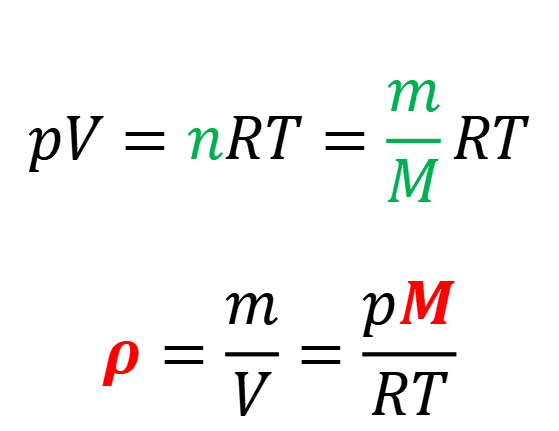 pV = nRT = m/M RT
ρ = m/V = pM/RT